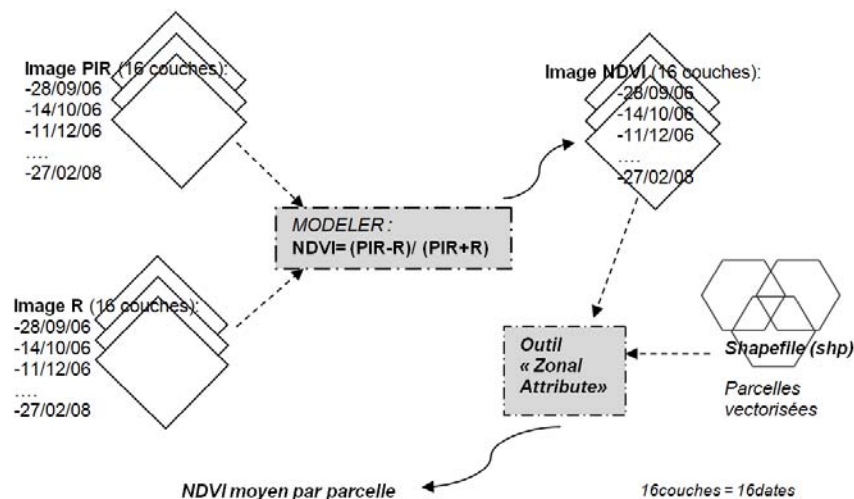 Image PIR (16 couches):
-28/09/06
-14/10/06
-11/12/06
....
-27/02/08
Image NDVI (16 couches):
-28/09/06
-14/10/06
-11/12/06
....
-27/02/08
MODELER :
NDVI= (PIR-R)/ (PIR+R)
Image R (16 couches):
-28/09/06
-14/10/06
-11/12/06
....
-27/02/08
Outil
« Zonal
Attribute»
Shapefile (shp)
Parcelles
vectorisées
NDVI moyen par parcelle
16couches = 16dates